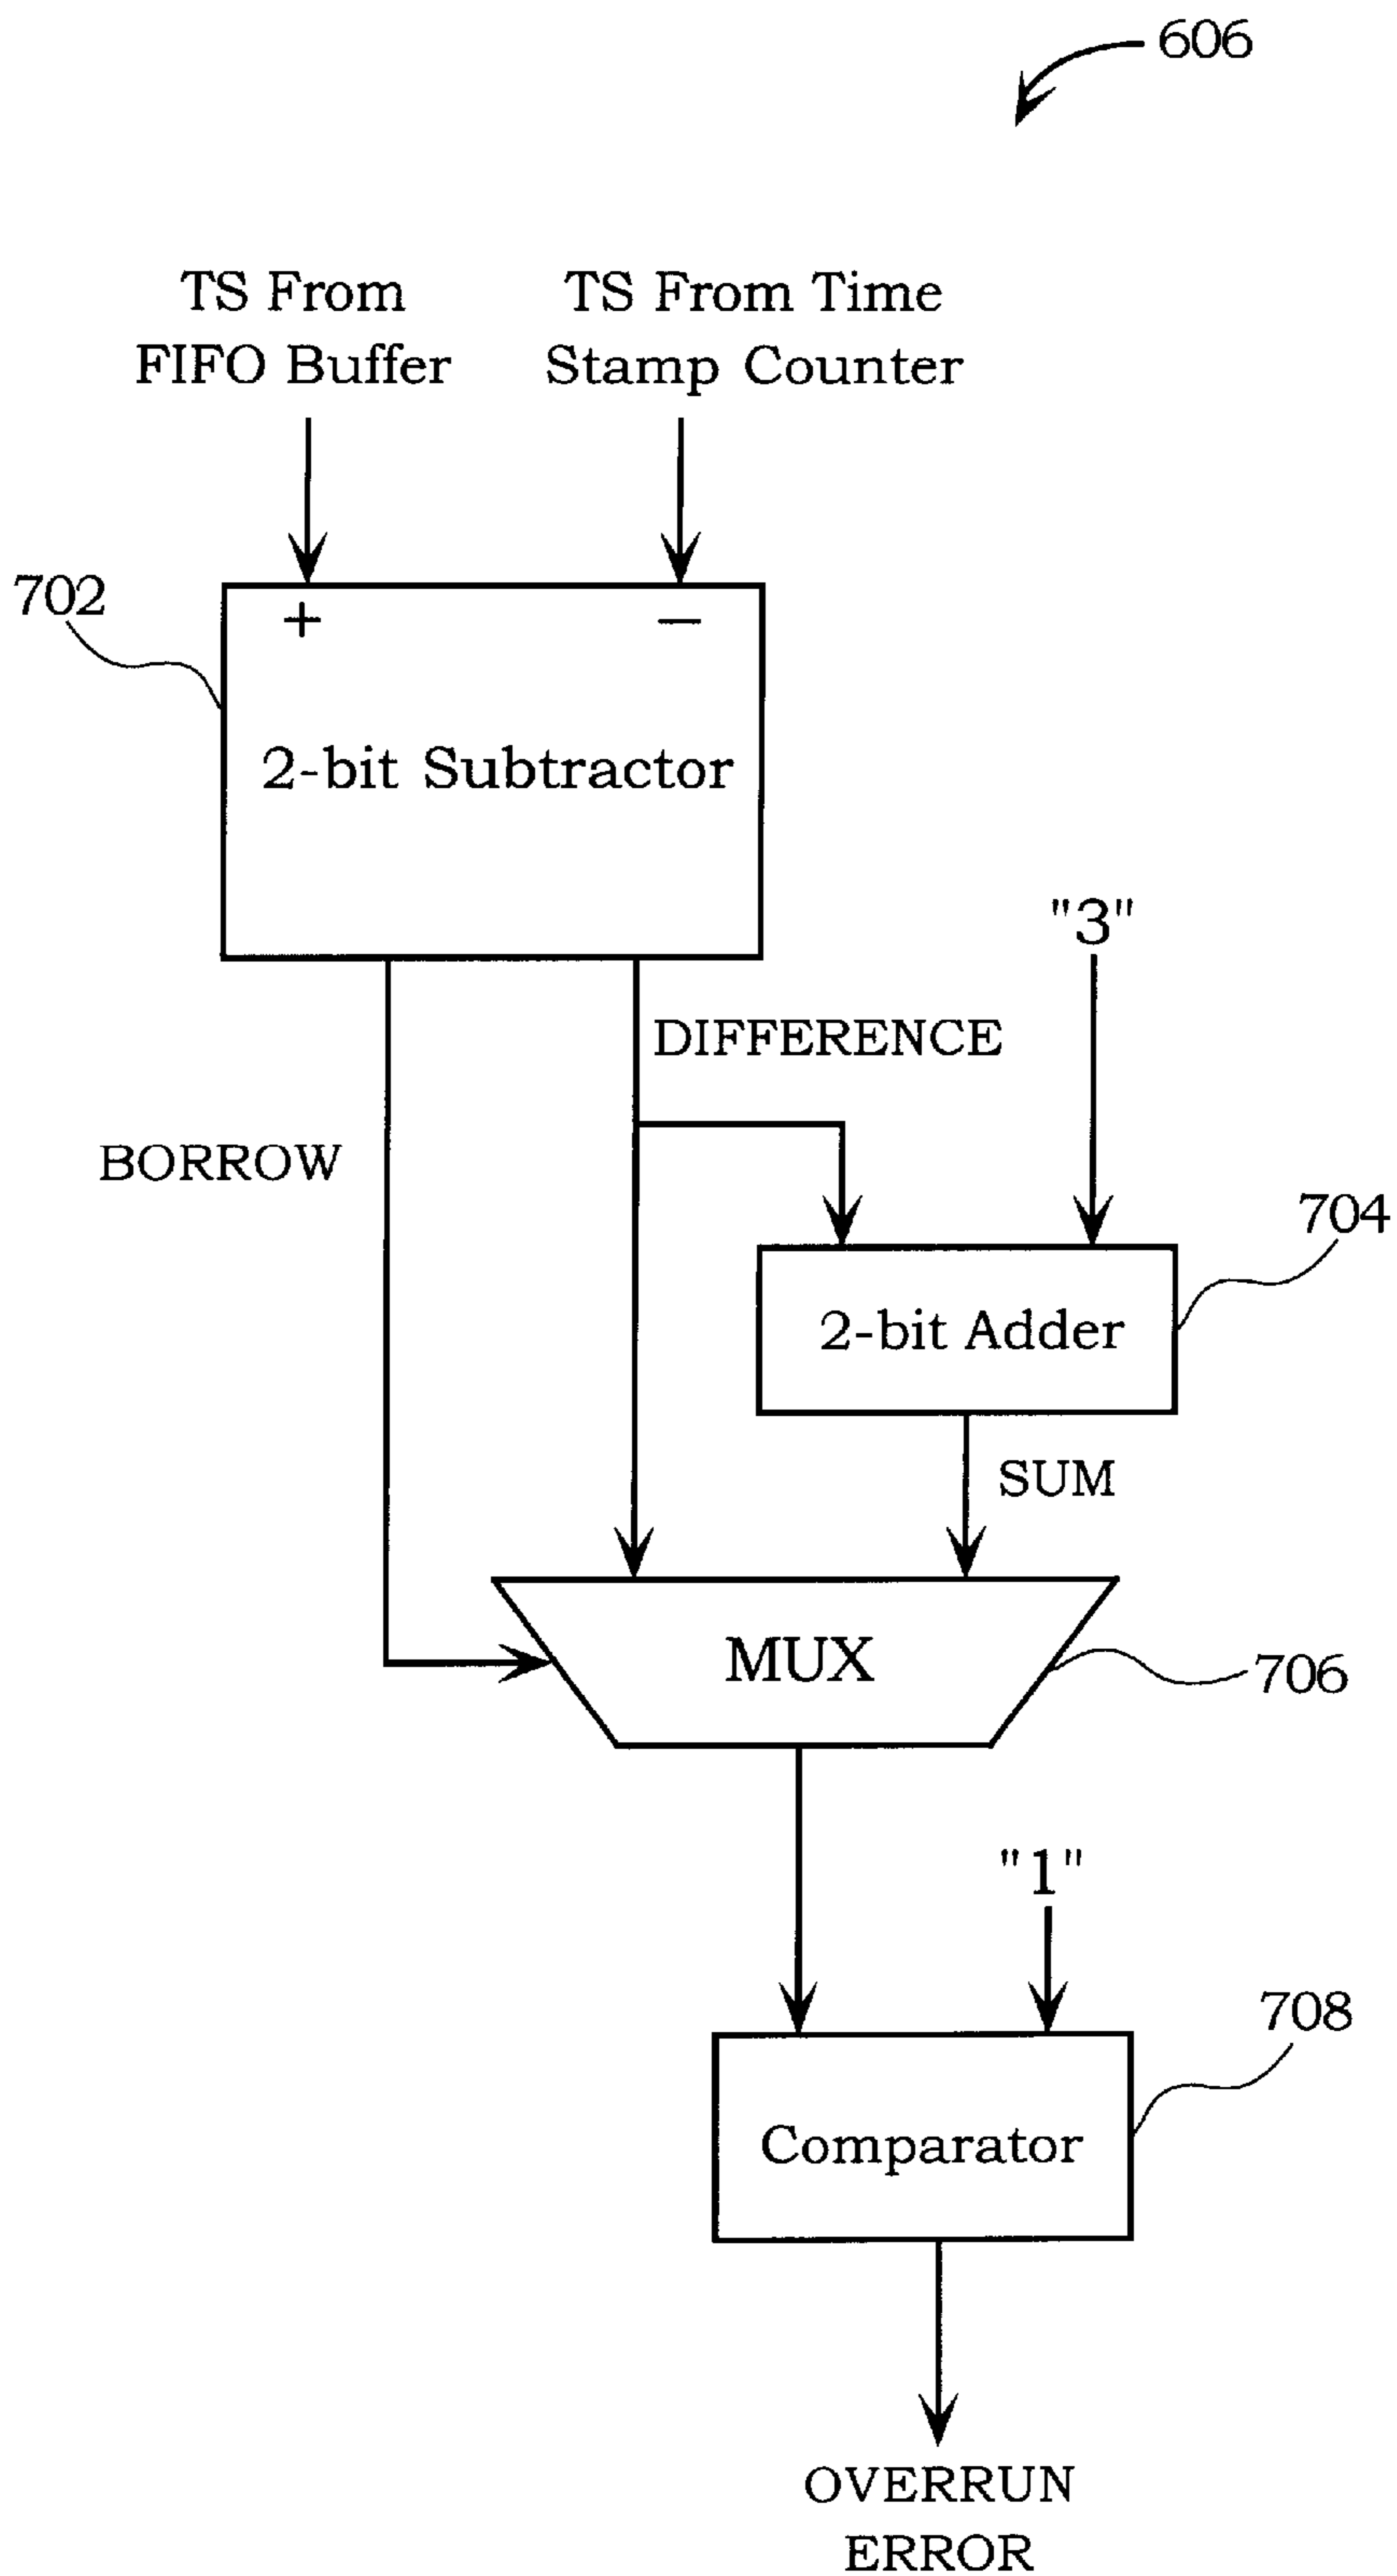 606
TS From
FIFO Buffer
TS From Time
Stamp Counter
702
+
−
2-bit Subtractor
"3"
DIFFERENCE
BORROW
704
2-bit Adder
SUM
MUX
706
"1"
708
Comparator
OVERRUN
ERROR